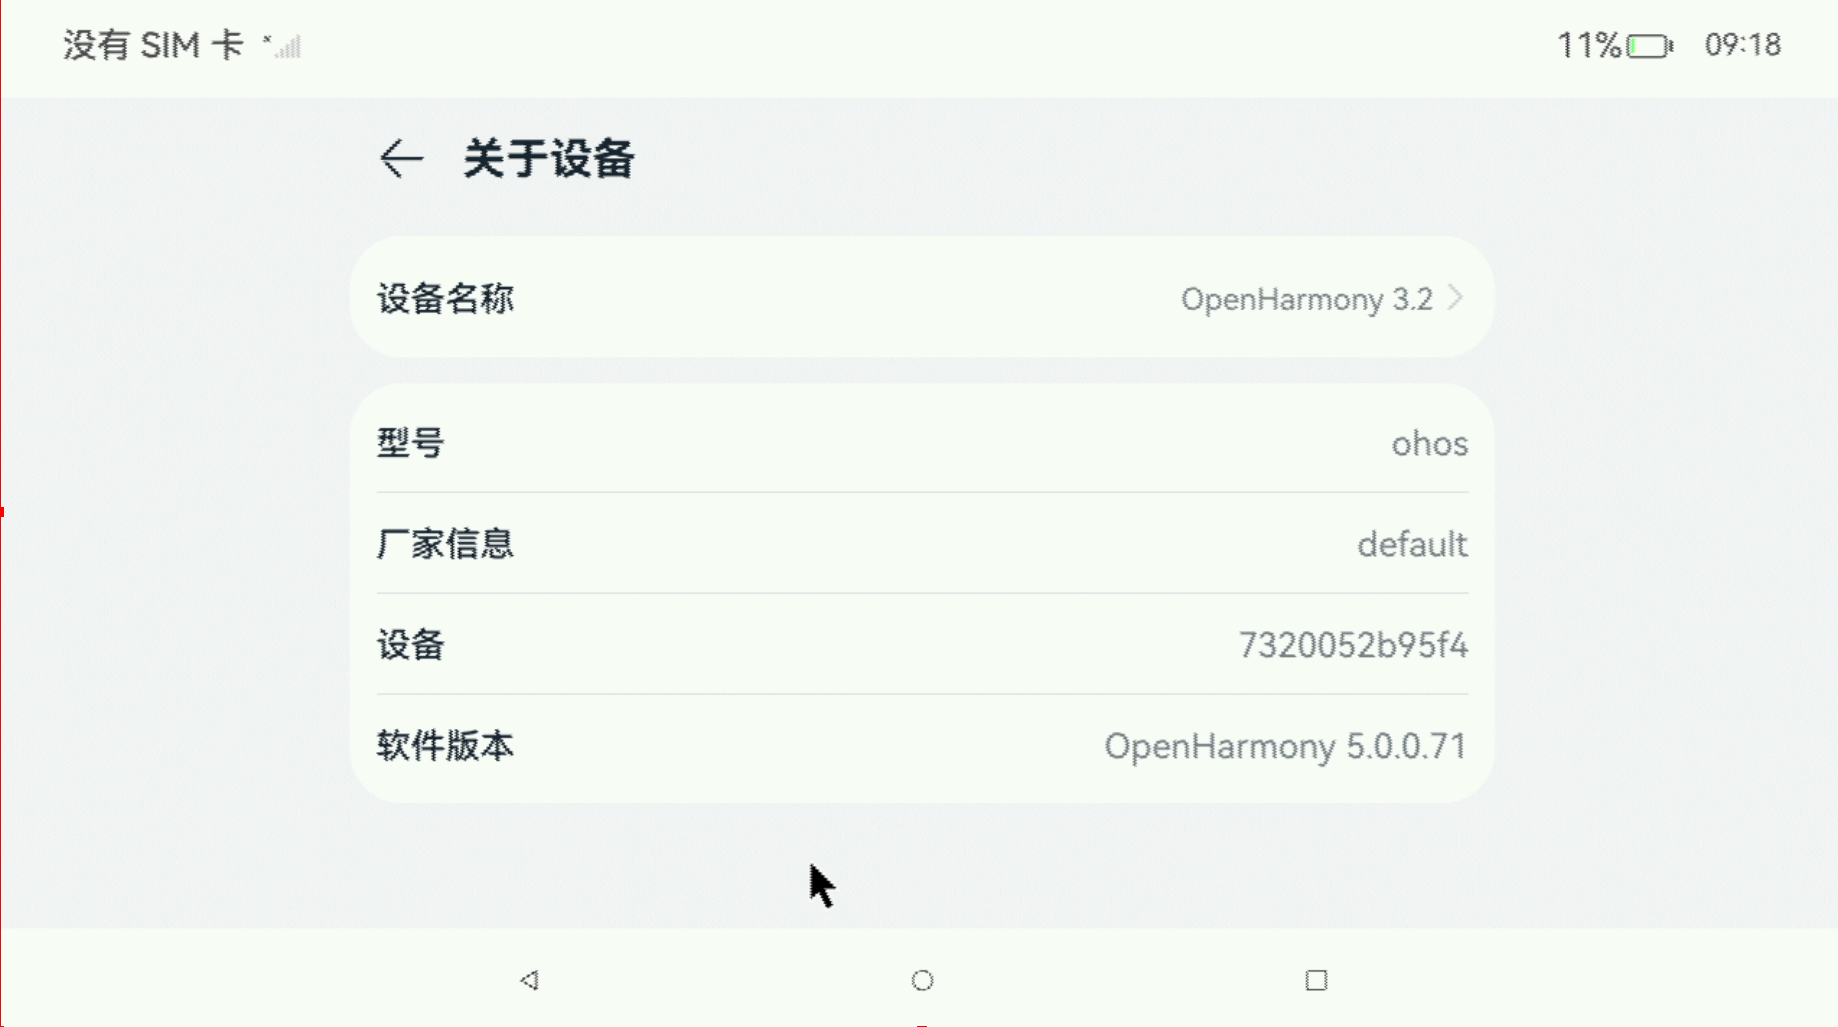 没有 SIM 卡
11% 09:18
关于设备
设备名称 OpenHarmony 3.2
型号 ohos
厂家信息 default
设备 7320052b95f4
软件版本 OpenHarmony 5.0.0.71